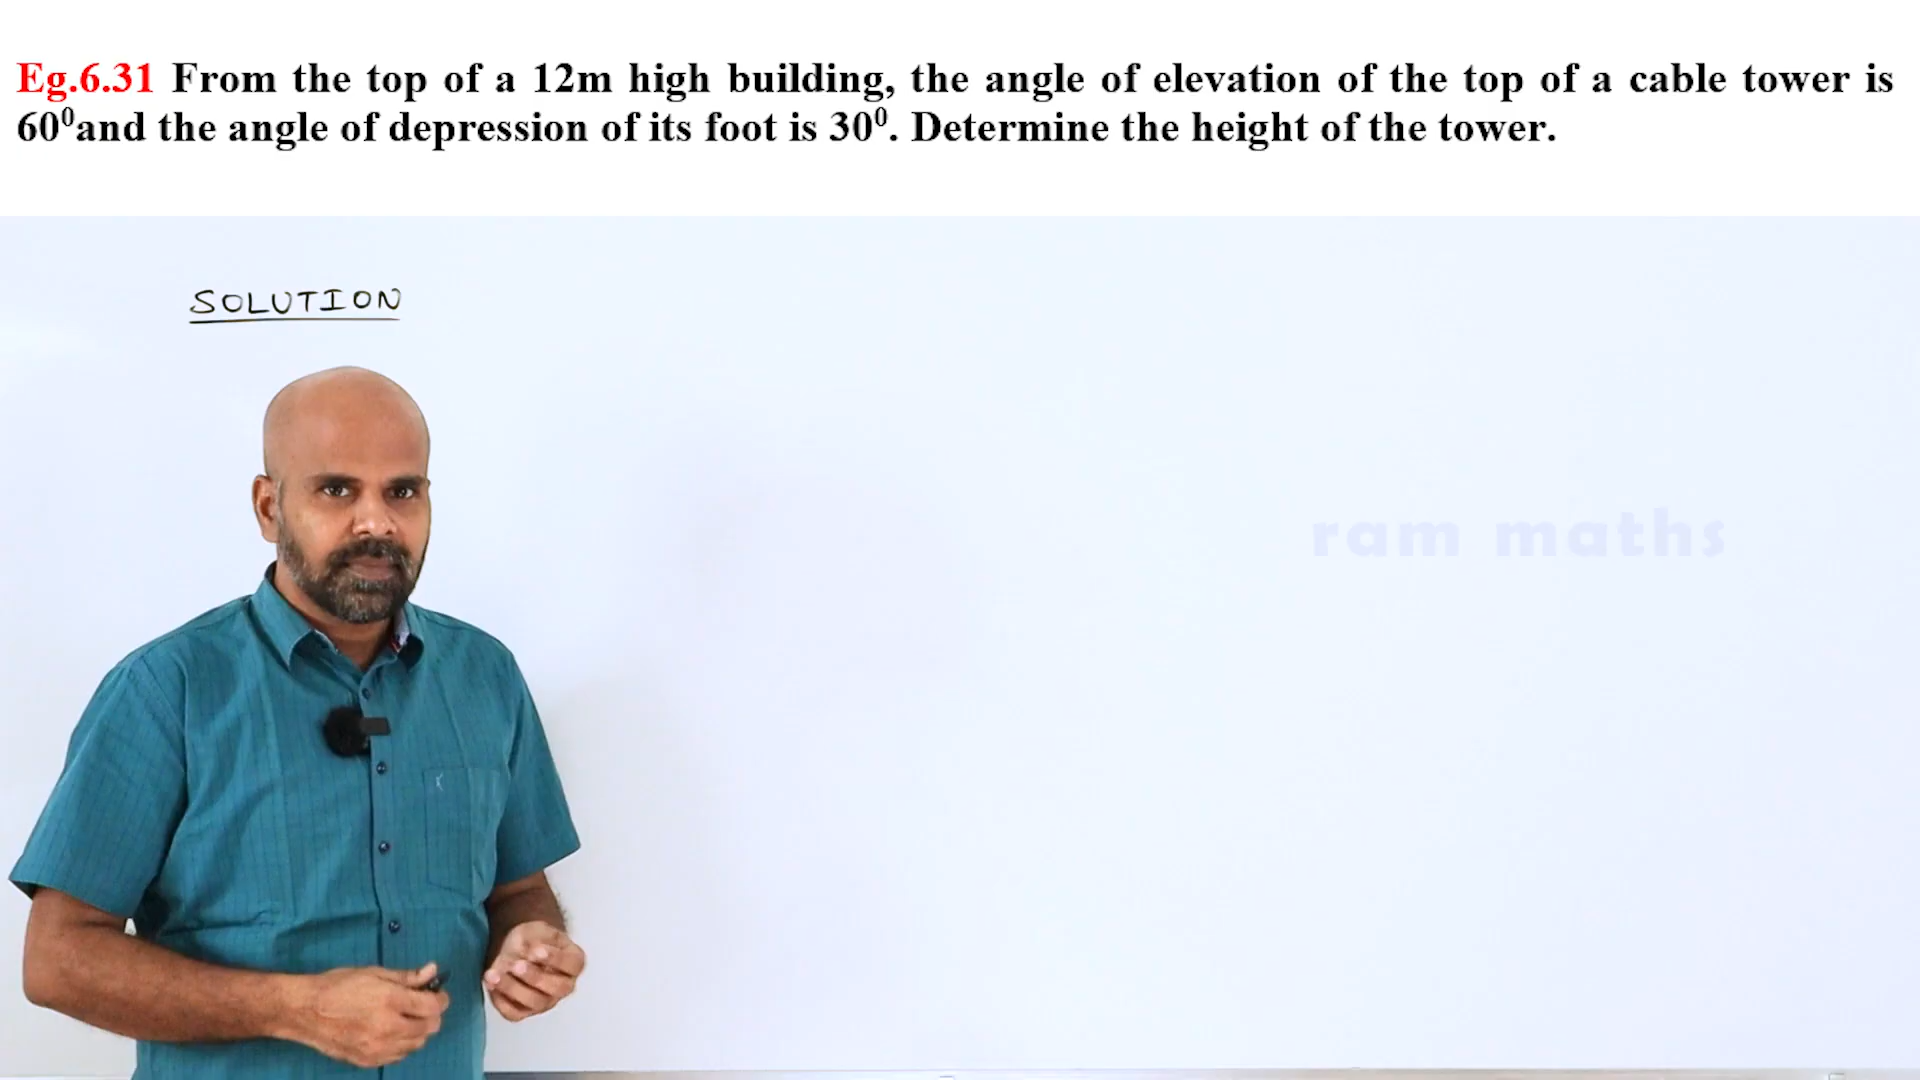 Eg.6.31 From the top of a 12m high building, the angle of elevation of the top of a cable tower is
60⁰and the angle of depression of its foot is 30⁰. Determine the height of the tower.
SOLUTION
ram maths